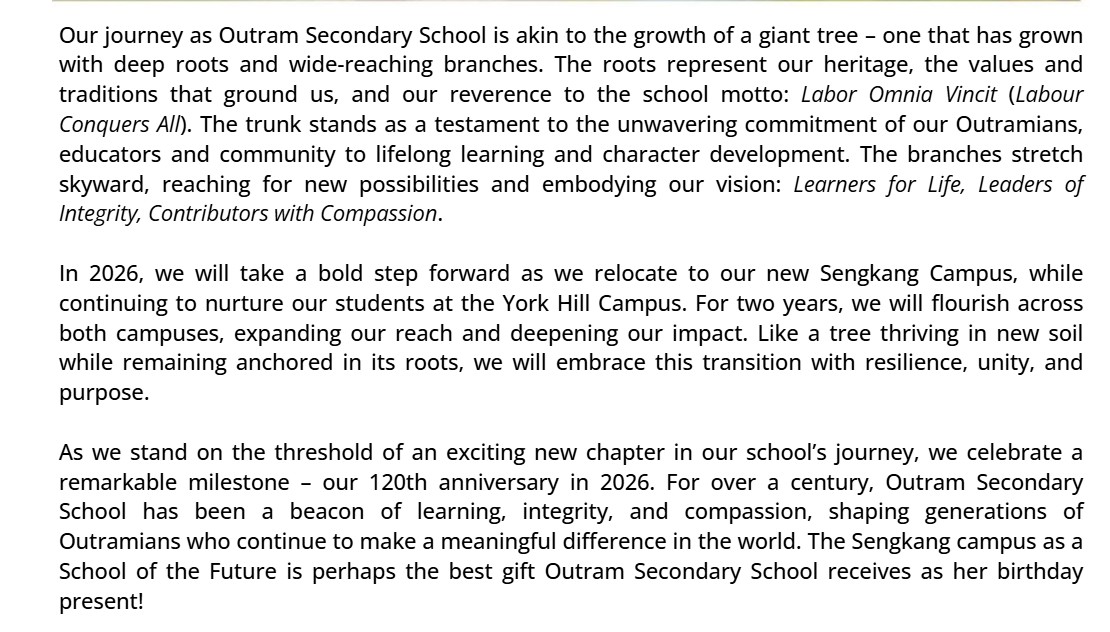 Our journey as Outram Secondary School is akin to the growth of a giant tree – one that has grown
with deep roots and wide-reaching branches. The roots represent our heritage, the values and
traditions that ground us, and our reverence to the school motto: Labor Omnia Vincit (Labour
Conquers All). The trunk stands as a testament to the unwavering commitment of our Outramians,
educators and community to lifelong learning and character development. The branches stretch
skyward, reaching for new possibilities and embodying our vision: Learners for Life, Leaders of
Integrity, Contributors with Compassion.
In 2026, we will take a bold step forward as we relocate to our new Sengkang Campus, while
continuing to nurture our students at the York Hill Campus. For two years, we will flourish across
both campuses, expanding our reach and deepening our impact. Like a tree thriving in new soil
while remaining anchored in its roots, we will embrace this transition with resilience, unity, and
purpose.
As we stand on the threshold of an exciting new chapter in our school’s journey, we celebrate a
remarkable milestone – our 120th anniversary in 2026. For over a century, Outram Secondary
School has been a beacon of learning, integrity, and compassion, shaping generations of
Outramians who continue to make a meaningful difference in the world. The Sengkang campus as a
School of the Future is perhaps the best gift Outram Secondary School receives as her birthday
present!